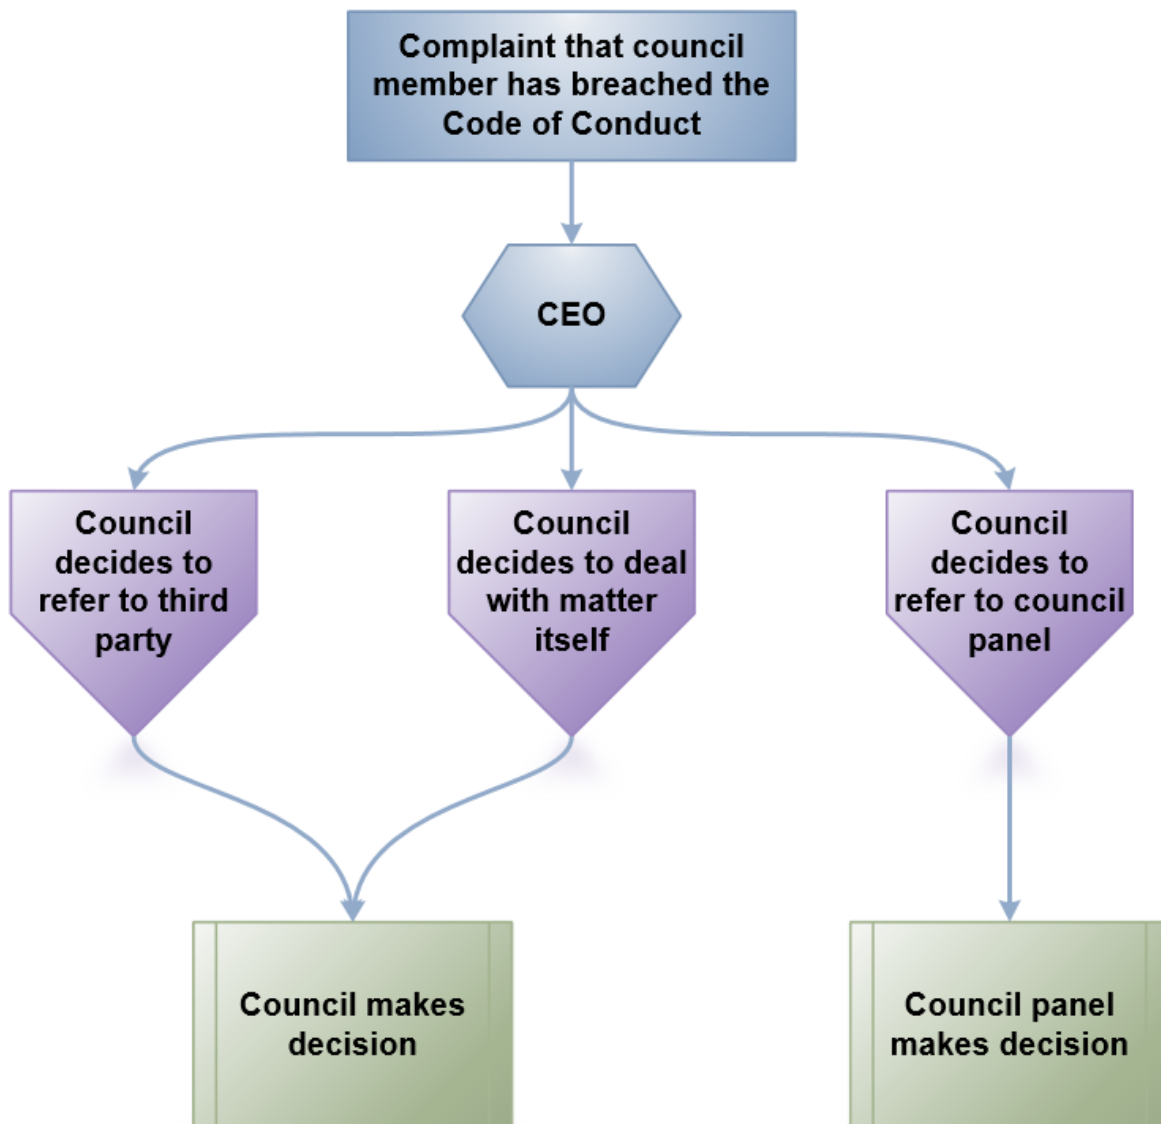 Complaint that council
member has breached the
Code of Conduct
CEO
Council
decides to
refer to third
party
Council
decides to deal
with matter
itself
Council
decides to
refer to council
panel
Council makes
decision
Council panel
makes decision